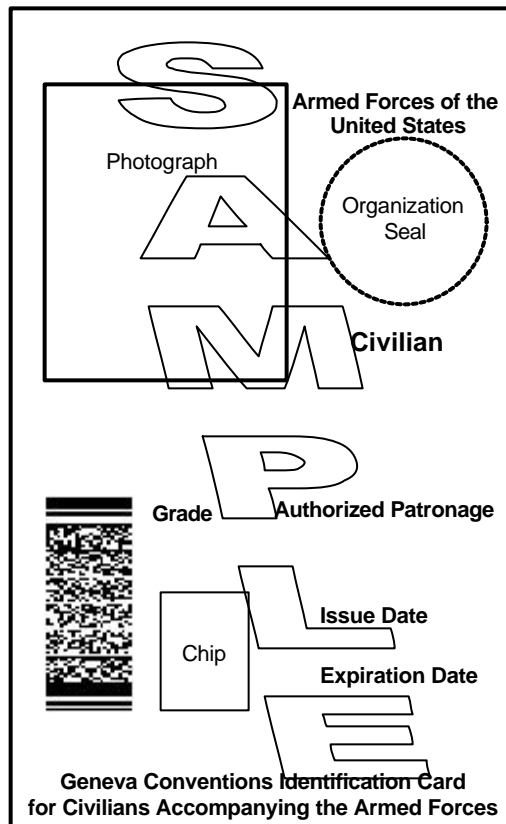 SAMPLE
Armed Forces of the
United States
Photograph
Organization
Seal
Civilian
Grade
Authorized Patronage
Chip
Issue Date
Expiration Date
Geneva Conventions Identification Card
for Civilians Accompanying the Armed Forces